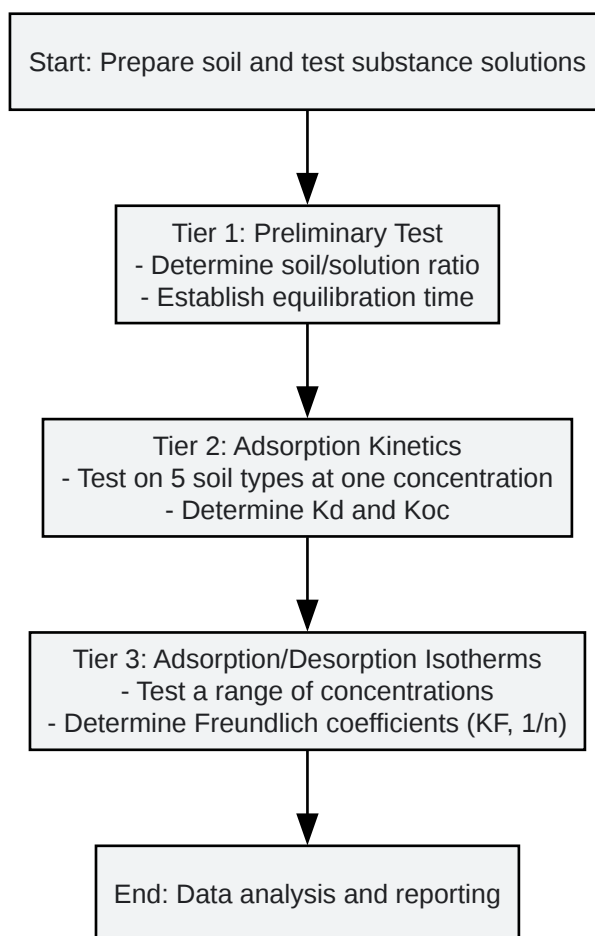 Start: Prepare soil and test substance solutions
Tier 1: Preliminary Test
- Determine soil/solution ratio
- Establish equilibration time
Tier 2: Adsorption Kinetics
- Test on 5 soil types at one concentration
- Determine Kd and Koc
Tier 3: Adsorption/Desorption Isotherms
- Test a range of concentrations
- Determine Freundlich coefficients (KF, 1/n)
End: Data analysis and reporting